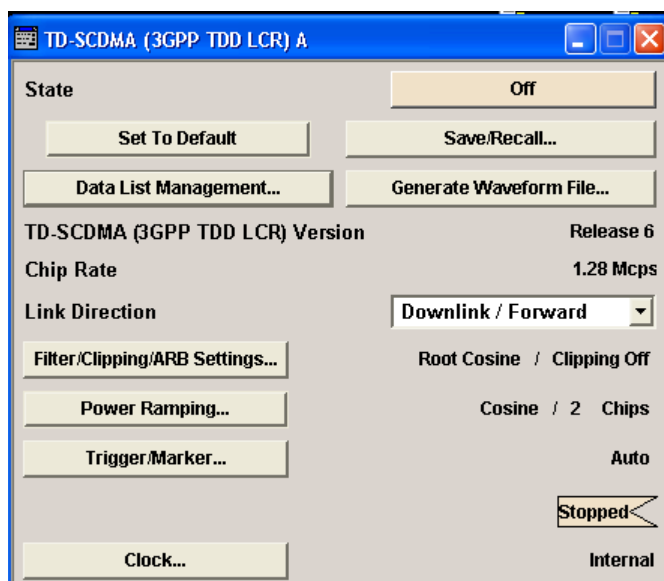 TD-SCDMA (3GPP TDD LCR) A
State Off
Set To Default Save/Recall...
Data List Management... Generate Waveform File...
TD-SCDMA (3GPP TDD LCR) Version Release 6
Chip Rate 1.28 Mcps
Link Direction Downlink / Forward
Filter/Clipping/ARB Settings... Root Cosine / Clipping Off
Power Ramping... Cosine / 2 Chips
Trigger/Marker... Auto
Stopped
Clock... Internal